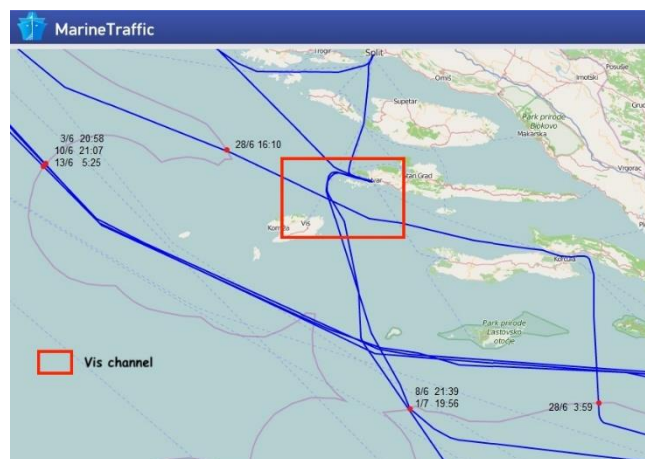 MarineTraffic
Trogir
Split
Posušje
Omiš
Imotski
Supetar
Park prirode
Biokovo
Makarska
3/6 20:58
10/6 21:07
13/6 5:25
28/6 16:10
Vrgorac
Hvar
Stari Grad
Komiža
Vis
Korčula
Park prirode
Lastovsko
otočje
Vis channel
8/6 21:39
1/7 19:56
28/6 3:59